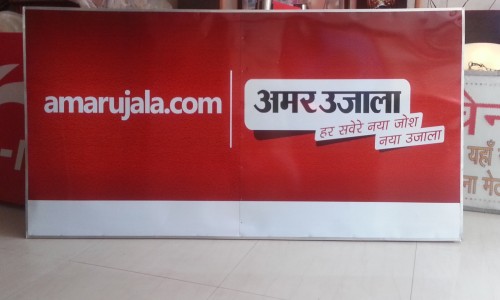 amarujala.com
अमर उजाला
हर सवेरे नया जोश
नया उजाला
यहाँ